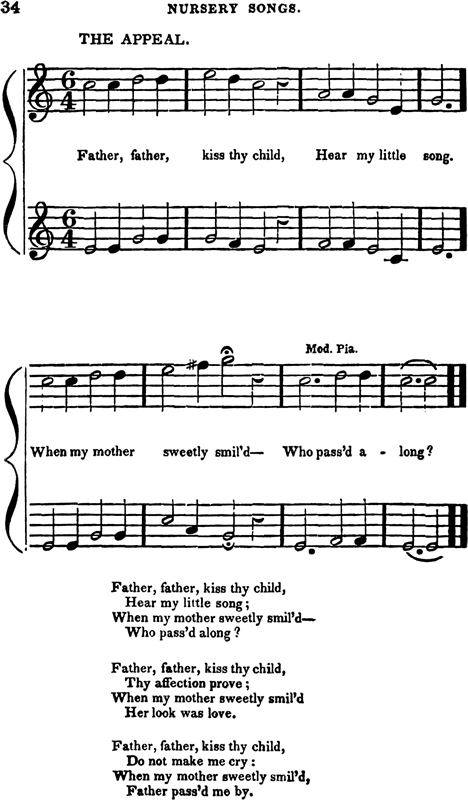 34 NURSERY SONGS.
THE APPEAL.
6 4
Father, father, kiss thy child, Hear my little song.
6 4
Mod. Pia.
When my mother sweetly smil'd— Who pass'd a - long?
Father, father, kiss thy child,
Hear my little song;
When my mother sweetly smil'd—
Who pass'd along?
Father, father, kiss thy child,
Thy affection prove;
When my mother sweetly smil'd
Her look was love.
Father, father, kiss thy child,
Do not make me cry:
When my mother sweetly smil'd,
Father pass'd me by.